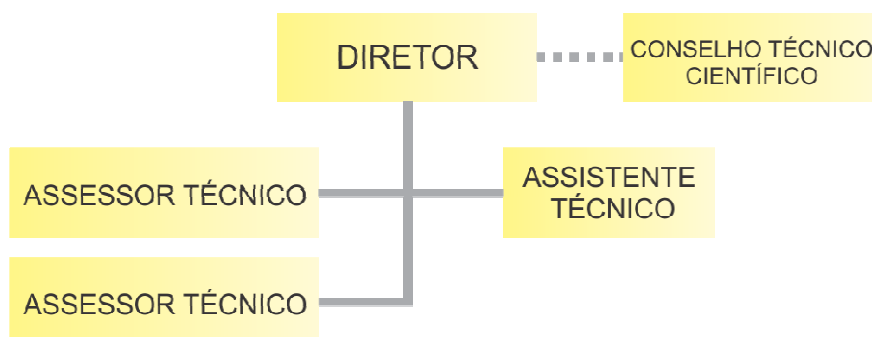 DIRETOR
CONSELHO TÉCNICO
CIENTÍFICO
ASSESSOR TÉCNICO
ASSISTENTE
TÉCNICO
ASSESSOR TÉCNICO